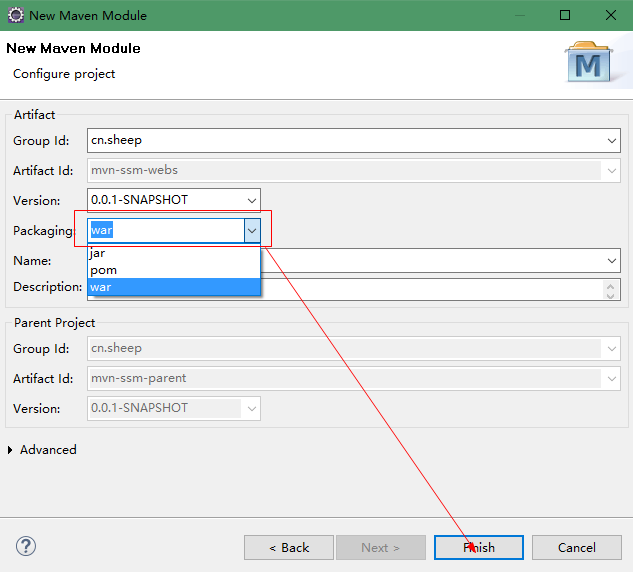 New Maven Module
New Maven Module
Configure project
M
Artifact
Group Id: cn.sheep
Artifact Id: mvn-ssm-webs
Version: 0.0.1-SNAPSHOT
Packaging: war
jar
pom
war
Name:
Description:
Parent Project
Group Id: cn.sheep
Artifact Id: mvn-ssm-parent
Version: 0.0.1-SNAPSHOT
Advanced
? < Back Next > Finish Cancel